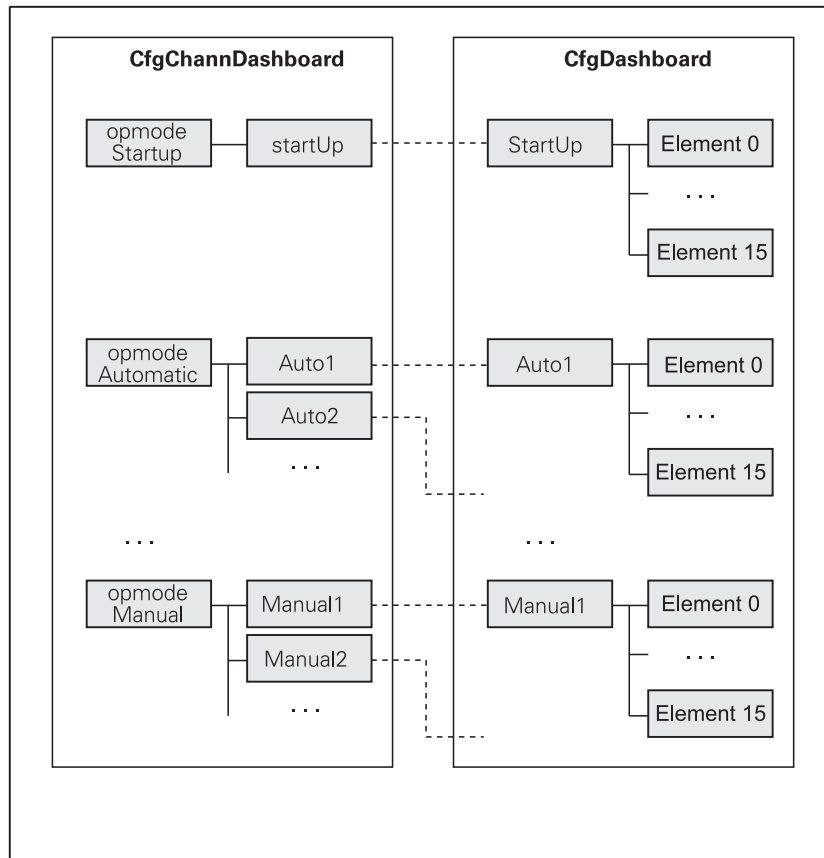 CfgChannDashboard
CfgDashboard
opmode
Startup
startUp
StartUp
Element 0
...
Element 15
opmode
Automatic
Auto1
Auto2
...
Auto1
Element 0
...
Element 15
...
...
opmode
Manual
Manual1
Manual2
...
Manual1
Element 0
...
Element 15